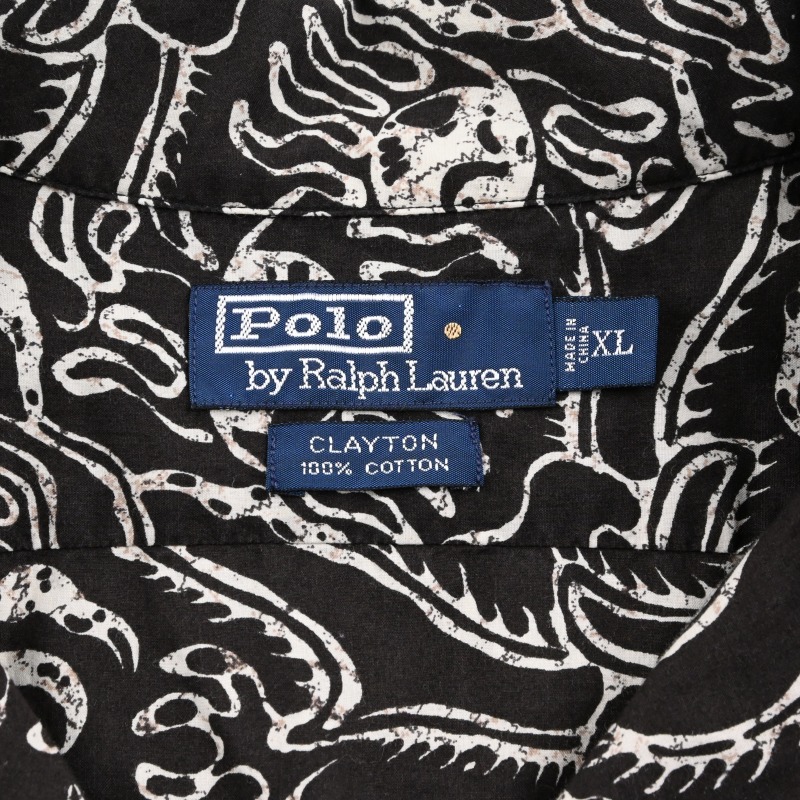 Polo
by Ralph Lauren
MADE IN
CHINA
XL
CLAYTON
100% COTTON